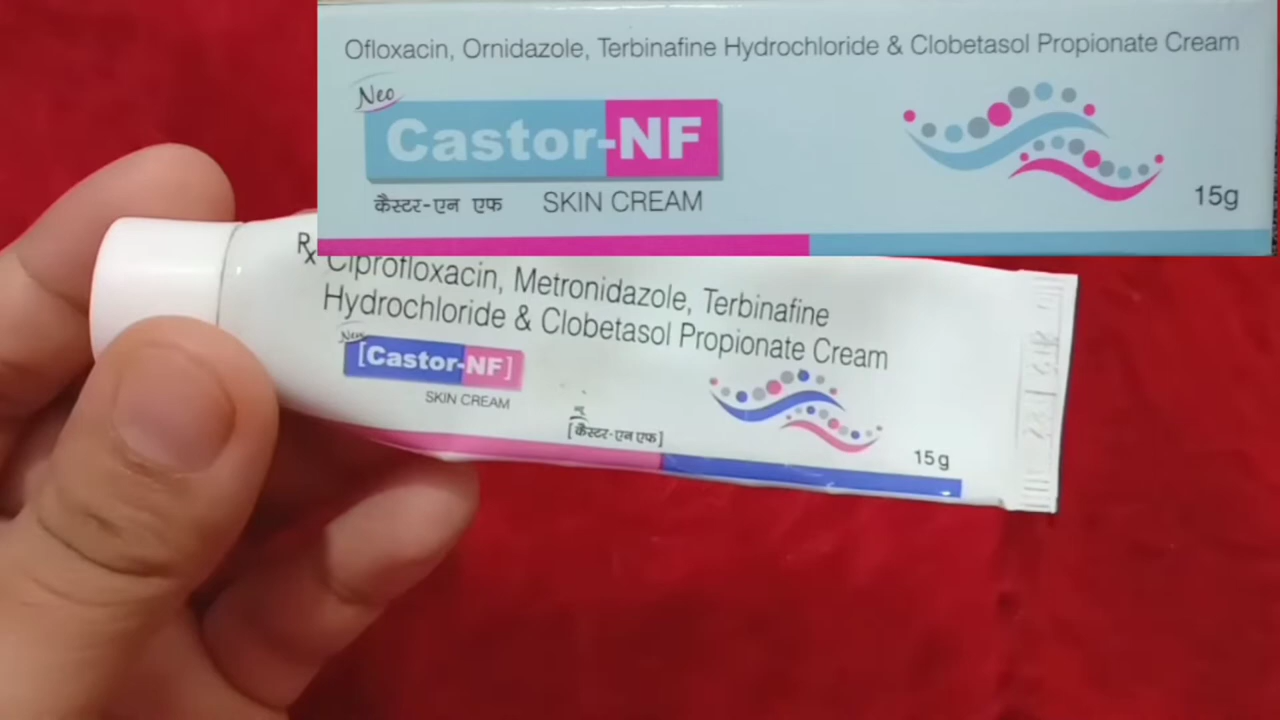 Ofloxacin, Ornidazole, Terbinafine Hydrochloride & Clobetasol Propionate Cream
Neo
Castor-NF
कैस्टर-एन एफ SKIN CREAM
15g
Rx Ciprofloxacin, Metronidazole, Terbinafine
Hydrochloride & Clobetasol Propionate Cream
Neo
[Castor-NF]
SKIN CREAM
[कैस्टर-एन एफ]
15 g